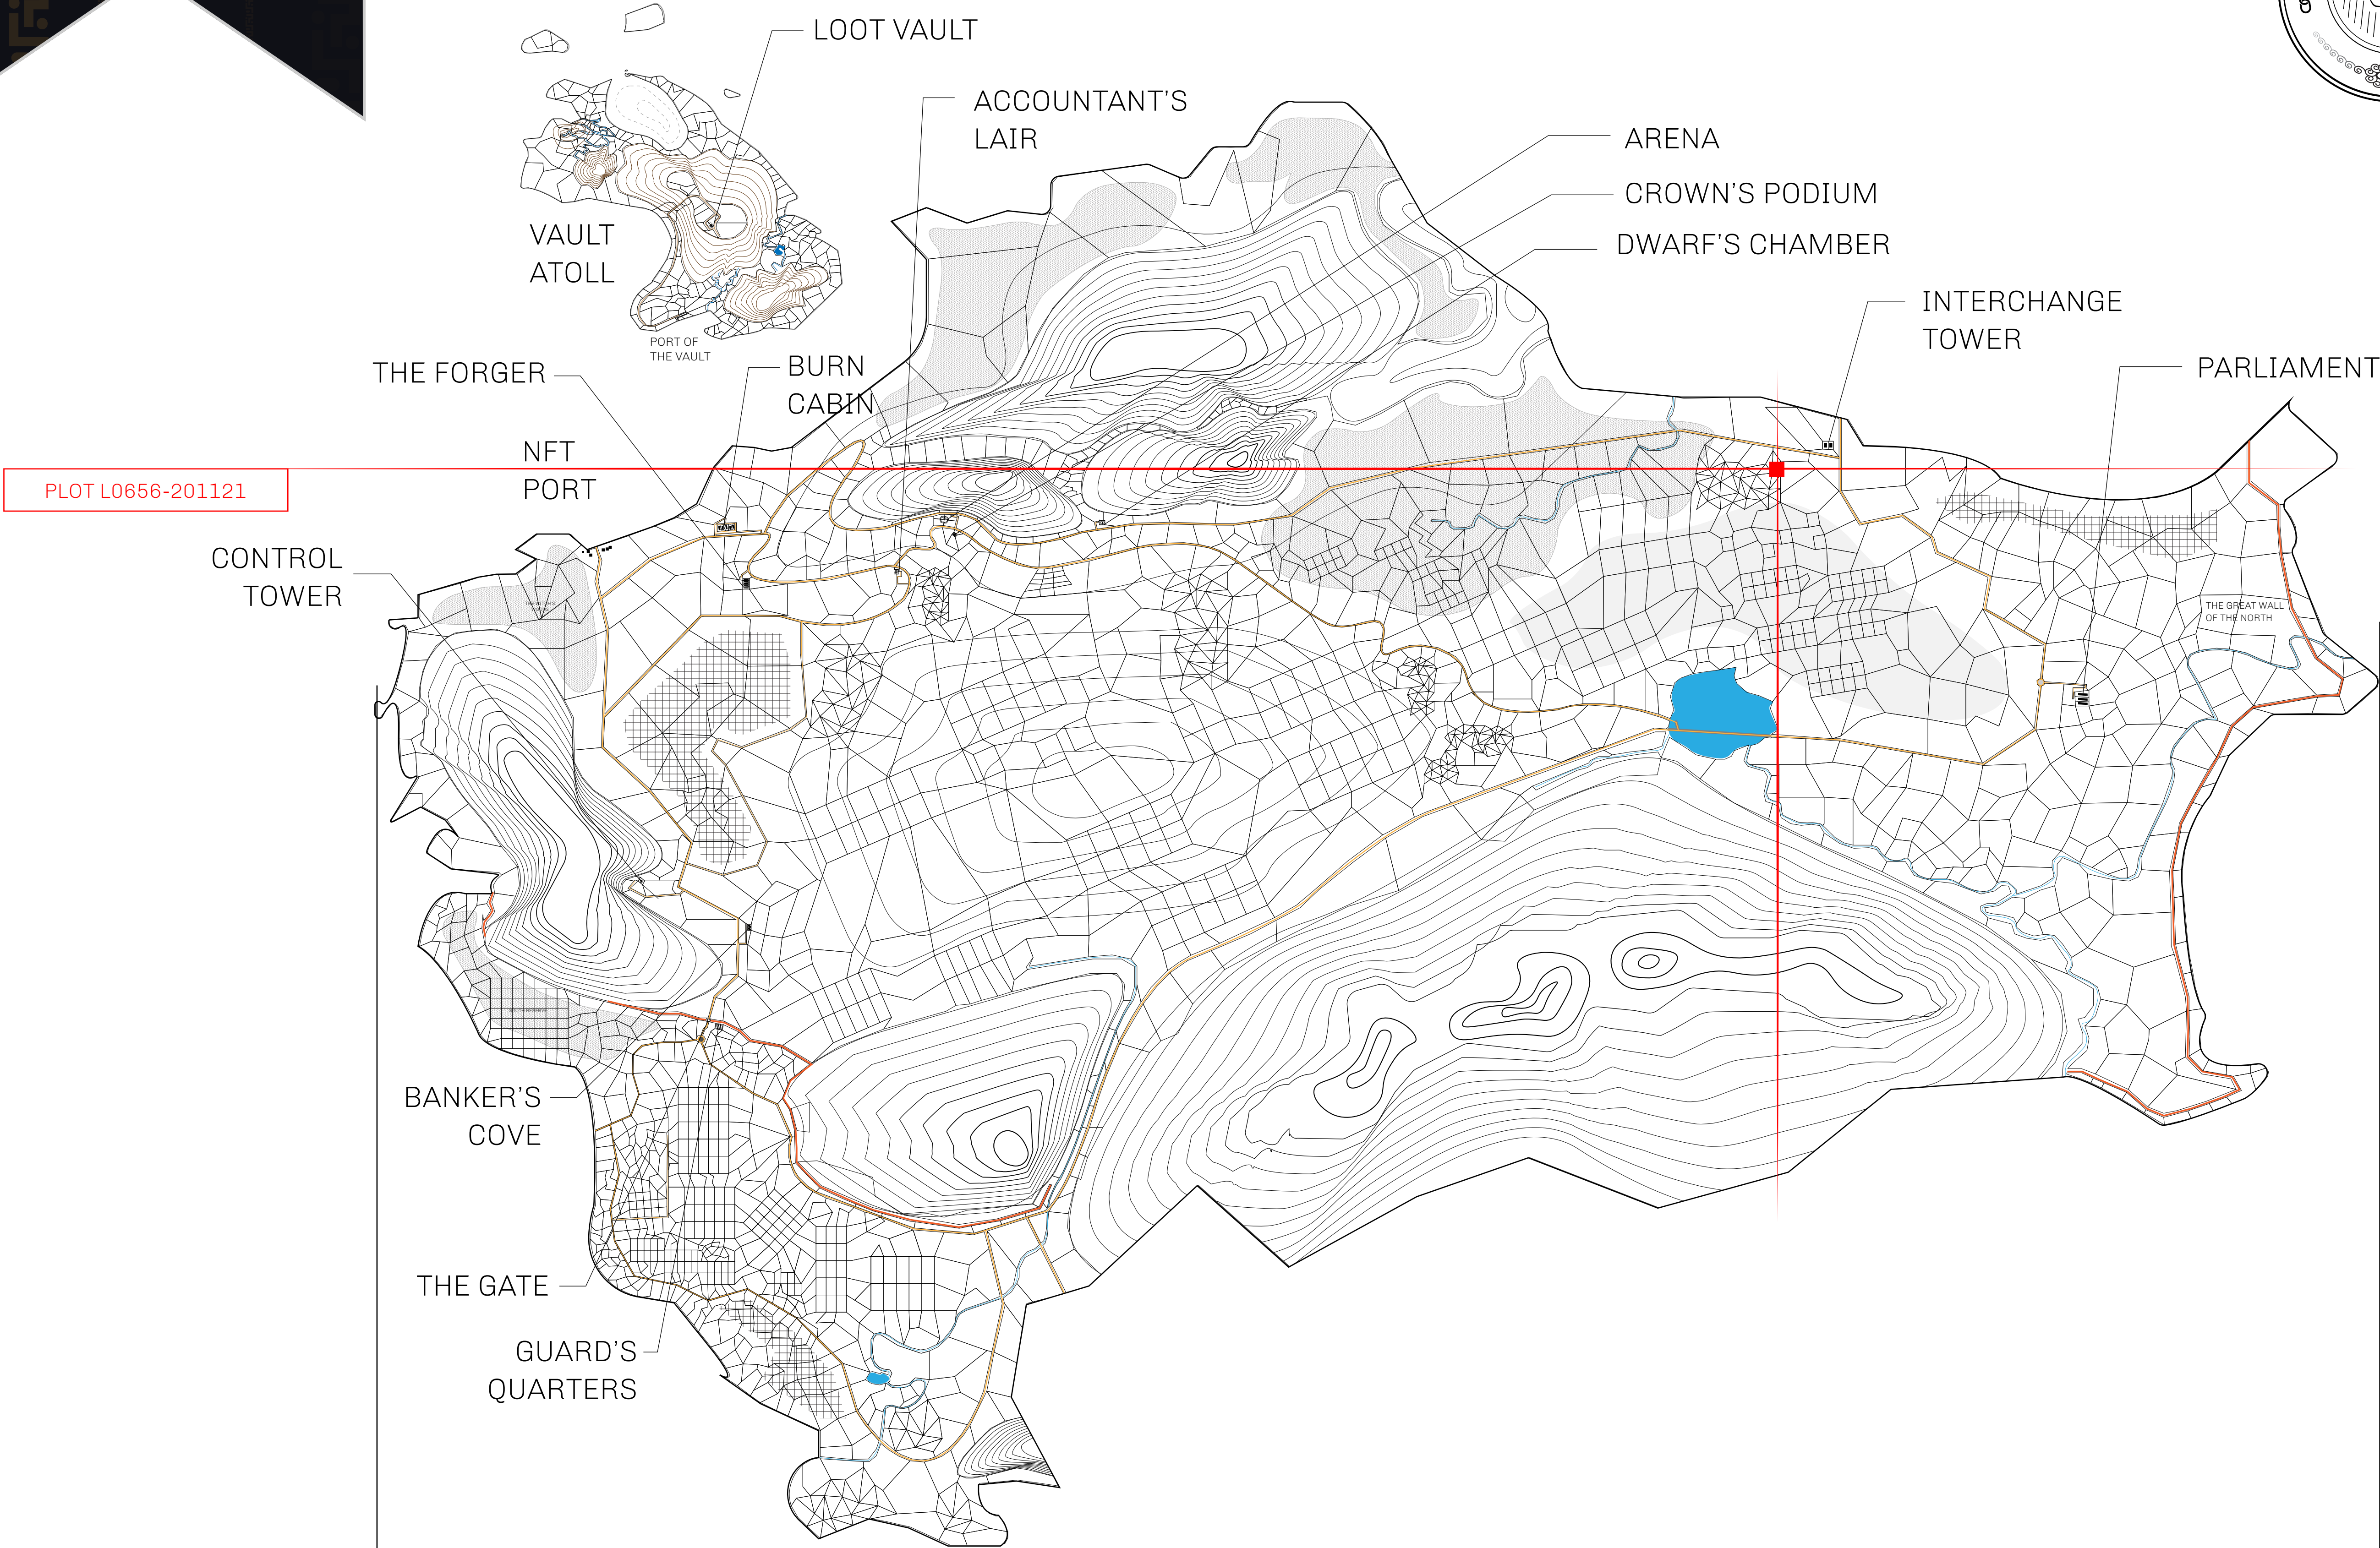 LOOT VAULT
ACCOUNTANT'S
LAIR
ARENA
CROWN'S PODIUM
DWARF'S CHAMBER
VAULT
ATOLL
INTERCHANGE
TOWER
PORT OF
THE VAULT
THE FORGER
BURN
CABIN
PARLIAMENT
NFT
PORT
PLOT L0656-201121
CONTROL
TOWER
THE GREAT WALL
OF THE NORTH
SOUTH RESERVE
BANKER'S
COVE
THE GATE
GUARD'S
QUARTERS